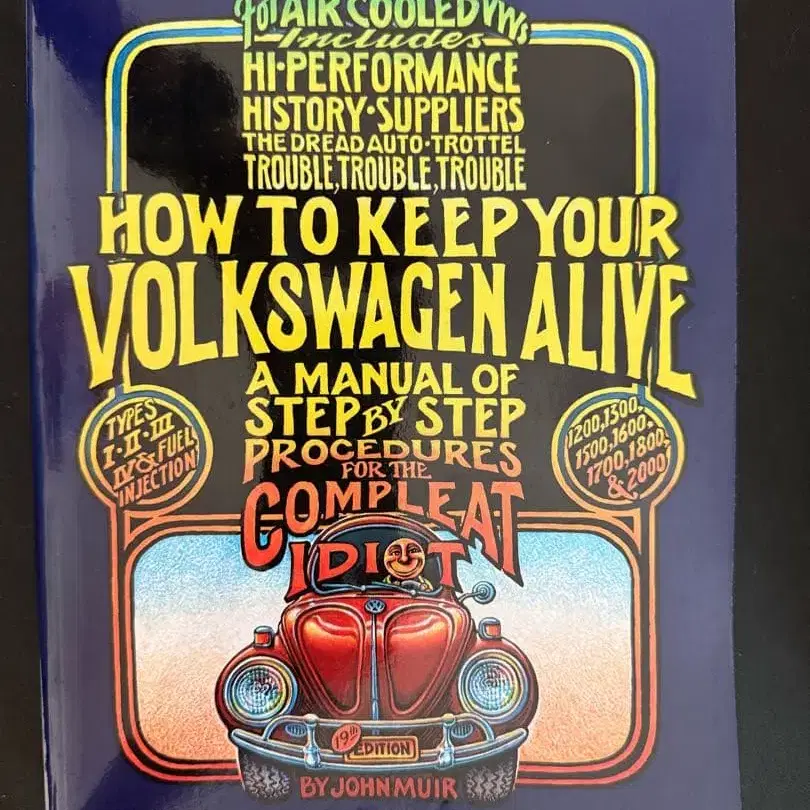 for AIR COOLED VWs
Includes
HI-PERFORMANCE
HISTORY•SUPPLIERS
THE DREAD AUTO-TROTTEL
TROUBLE, TROUBLE, TROUBLE
HOW TO KEEP YOUR
VOLKSWAGEN ALIVE
A MANUAL OF
STEP BY STEP
PROCEDURES
FOR THE
COMPLEAT
IDIOT
TYPES
I•II•III
IV & FUEL
INJECTION
1200, 1300,
1500, 1600,
1700, 1800,
& 2000
19th
EDITION
BY JOHN MUIR